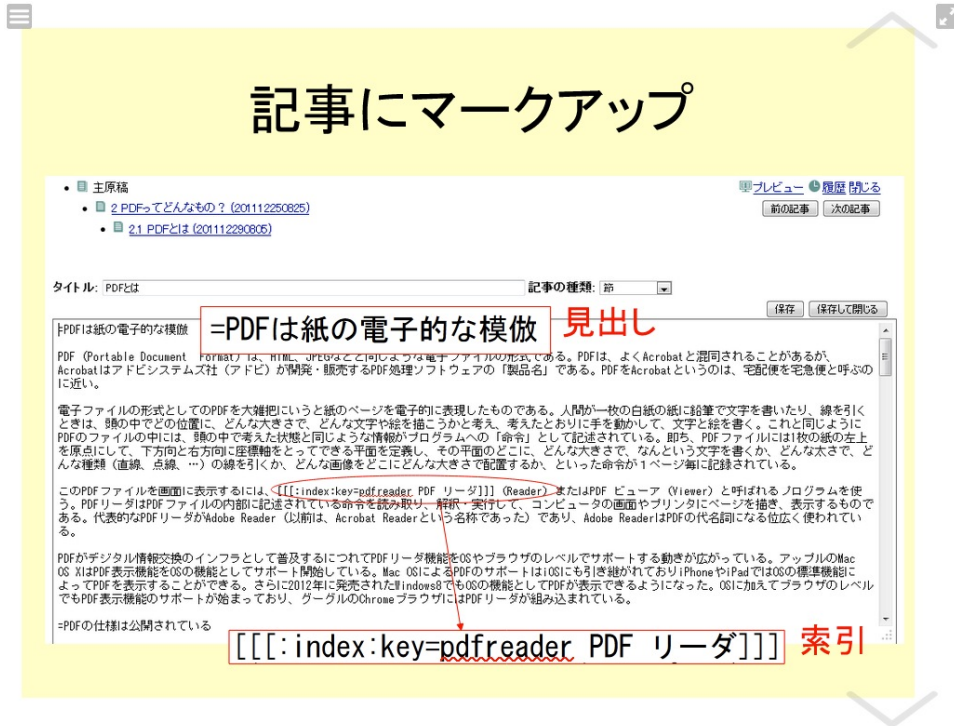 記事にマークアップ
主原稿
プレビュー 履歴 閉じる
2 PDFってどんなもの？ (201112250825)
前の記事 次の記事
2.1 PDFとは (201112290805)
タイトル: PDFとは 記事の種類: 節
保存 保存して閉じる
=PDFは紙の電子的な模倣
=PDFは紙の電子的な模倣 見出し
PDF (Portable Document Format) は、HTML、JPEGなどと同じような電子ファイルの形式である。PDFは、よくAcrobatと混同されることがあるが、
Acrobatはアドビシステムズ社（アドビ）が開発・販売するPDF処理ソフトウェアの「製品名」である。PDFをAcrobatというのは、宅配便を宅急便と呼ぶの
に近い。
電子ファイルの形式としてのPDFを大雑把にいうと紙のページを電子的に表現したものである。人間が一枚の白紙の紙に鉛筆で文字を書いたり、線を引く
ときは、頭の中でどの位置に、どんな大きさで、どんな文字や絵を描こうかと考え、考えたとおりに手を動かして、文字と絵を書く。これと同じように
PDFのファイルの中には、頭の中で考えた状態と同じような情報がプログラムへの「命令」として記述されている。即ち、PDFファイルには1枚の紙の左上
を原点にして、下方向と右方向に座標軸をとってできる平面を定義し、その平面のどこに、どんな大きさで、なんという文字を書くか、どんな太さで、ど
んな種類（直線、点線、…）の線を引くか、どんな画像をどこにどんな大きさで配置するか、といった命令が１ページ毎に記録されている。
このPDFファイルを画面に表示するには、[[[:index:key=pdfreader PDF リーダ]]] (Reader) またはPDF ビューア (Viewer) と呼ばれるプログラムを使
う。PDFリーダはPDFファイルの内部に記述されている命令を読み取り、解釈・実行して、コンピュータの画面やプリンタにページを描き、表示するもので
ある。代表的なPDFリーダがAdobe Reader（以前は、Acrobat Readerという名称であった）であり、Adobe ReaderはPDFの代名詞になる位広く使われてい
る。
PDFがデジタル情報交換のインフラとして普及するにつれてPDFリーダ機能をOSやブラウザのレベルでサポートする動きが広がっている。アップルのMac
OS XはPDF表示機能をOSの機能としてサポート開始している。Mac OSによるPDFのサポートはiOSにも引き継がれておりiPhoneやiPadではOSの標準機能に
よってPDFを表示することができる。さらに2012年に発売されたWindows8でもOSの機能としてPDFが表示できるようになった。OSに加えてブラウザのレベル
でもPDF表示機能のサポートが始まっており、グーグルのChromeブラウザにはPDFリーダが組み込まれている。
=PDFの仕様は公開されている
[[[:index:key=pdfreader PDF リーダ]]] 索引